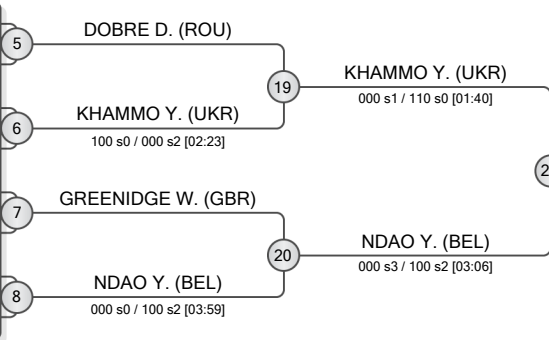 DOBRE D. (ROU)
5
19
KHAMMO Y. (UKR)
000 s1 / 110 s0 [01:40]
KHAMMO Y. (UKR)
6
100 s0 / 000 s2 [02:23]
GREENIDGE W. (GBR)
7
20
NDAO Y. (BEL)
000 s3 / 100 s2 [03:06]
NDAO Y. (BEL)
8
000 s0 / 100 s2 [03:59]